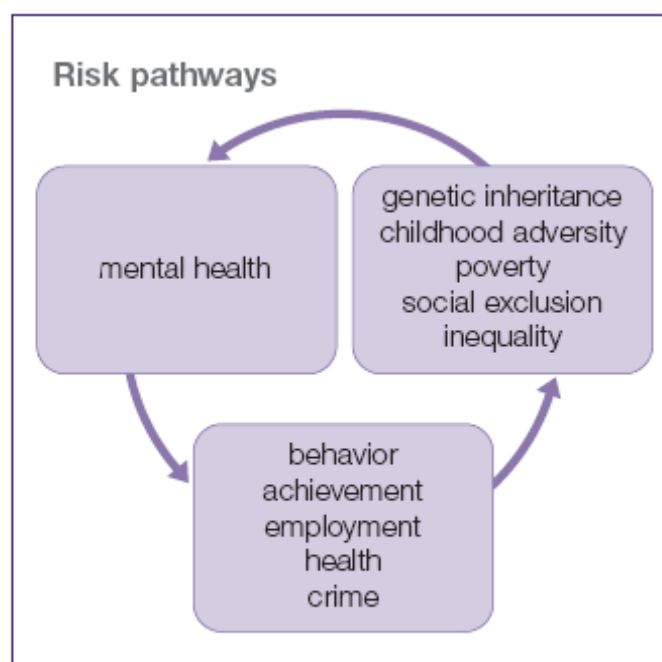 Risk pathways
mental health
genetic inheritance
childhood adversity
poverty
social exclusion
inequality
behavior
achievement
employment
health
crime